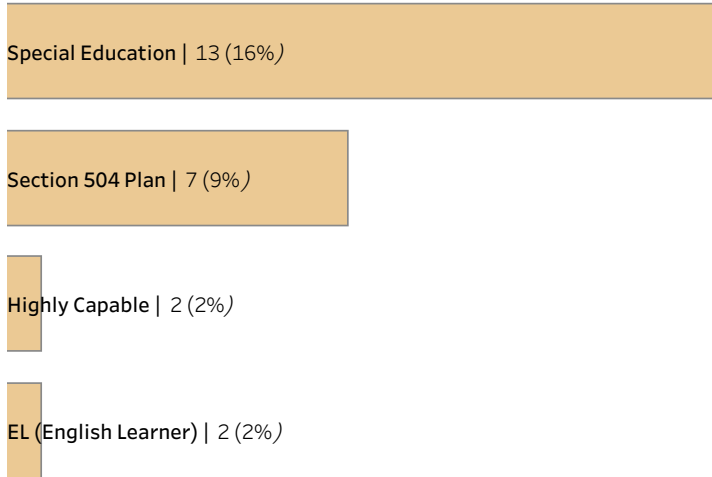 Special Education | 13 (16%)
Section 504 Plan | 7 (9%)
Highly Capable | 2 (2%)
EL (English Learner) | 2 (2%)